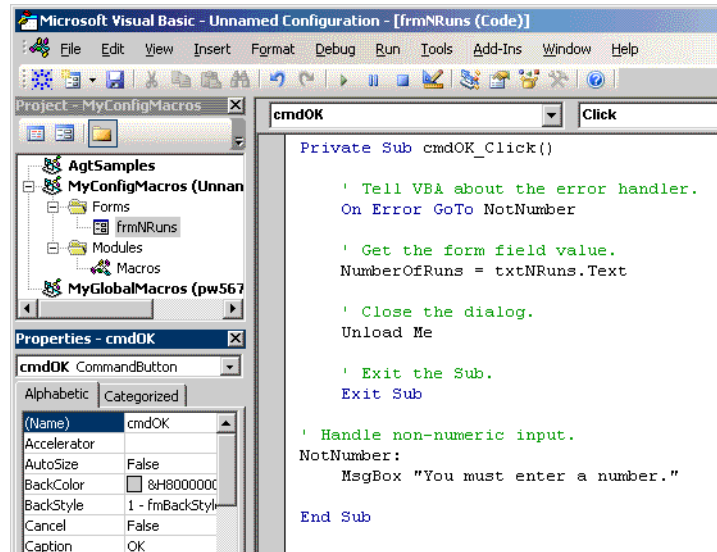 Microsoft Visual Basic - Unnamed Configuration - [frmNRuns (Code)]
File Edit View Insert Format Debug Run Tools Add-Ins Window Help
Project - MyConfigMacros
AgtSamples
MyConfigMacros (Unnan
Forms
frmNRuns
Modules
Macros
MyGlobalMacros (pw567
Properties - cmdOK
cmdOK CommandButton
Alphabetic Categorized
(Name) cmdOK
Accelerator
AutoSize False
BackColor &H8000000
BackStyle 1 - fmBackStyle
Cancel False
Caption OK
cmdOK Click
Private Sub cmdOK_Click()
' Tell VBA about the error handler.
On Error GoTo NotNumber
' Get the form field value.
NumberOfRuns = txtNRuns.Text
' Close the dialog.
Unload Me
' Exit the Sub.
Exit Sub
' Handle non-numeric input.
NotNumber:
MsgBox "You must enter a number."
End Sub